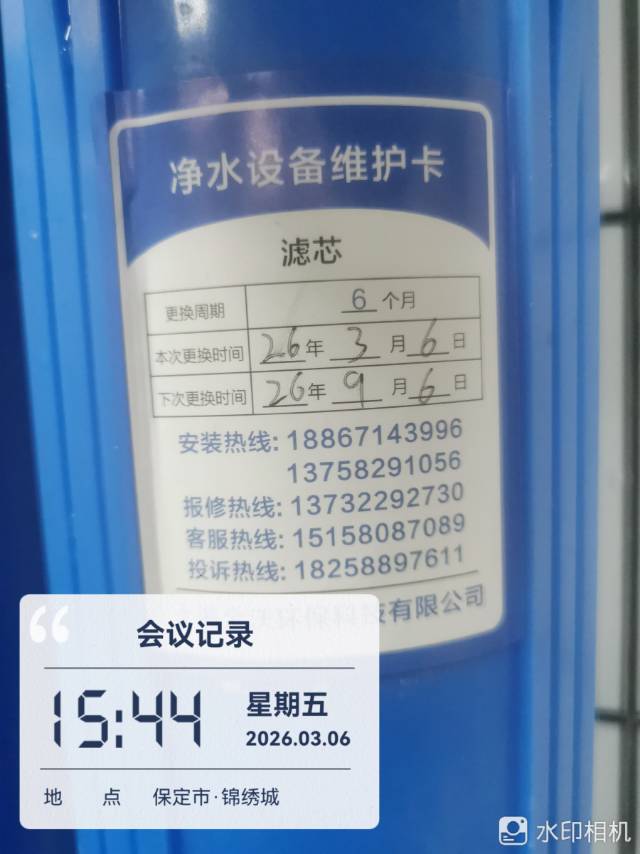 净水设备维护卡
滤芯
更换周期 6 个月
本次更换时间 26年 3月 6日
下次更换时间 26年 9月 6日
安装热线: 18867143996
13758291056
报修热线: 13732292730
客服热线: 15158087089
投诉热线: 18258897611
有限公司
会议记录
15:44
星期五
2026.03.06
地 点 保定市·锦绣城
水印相机